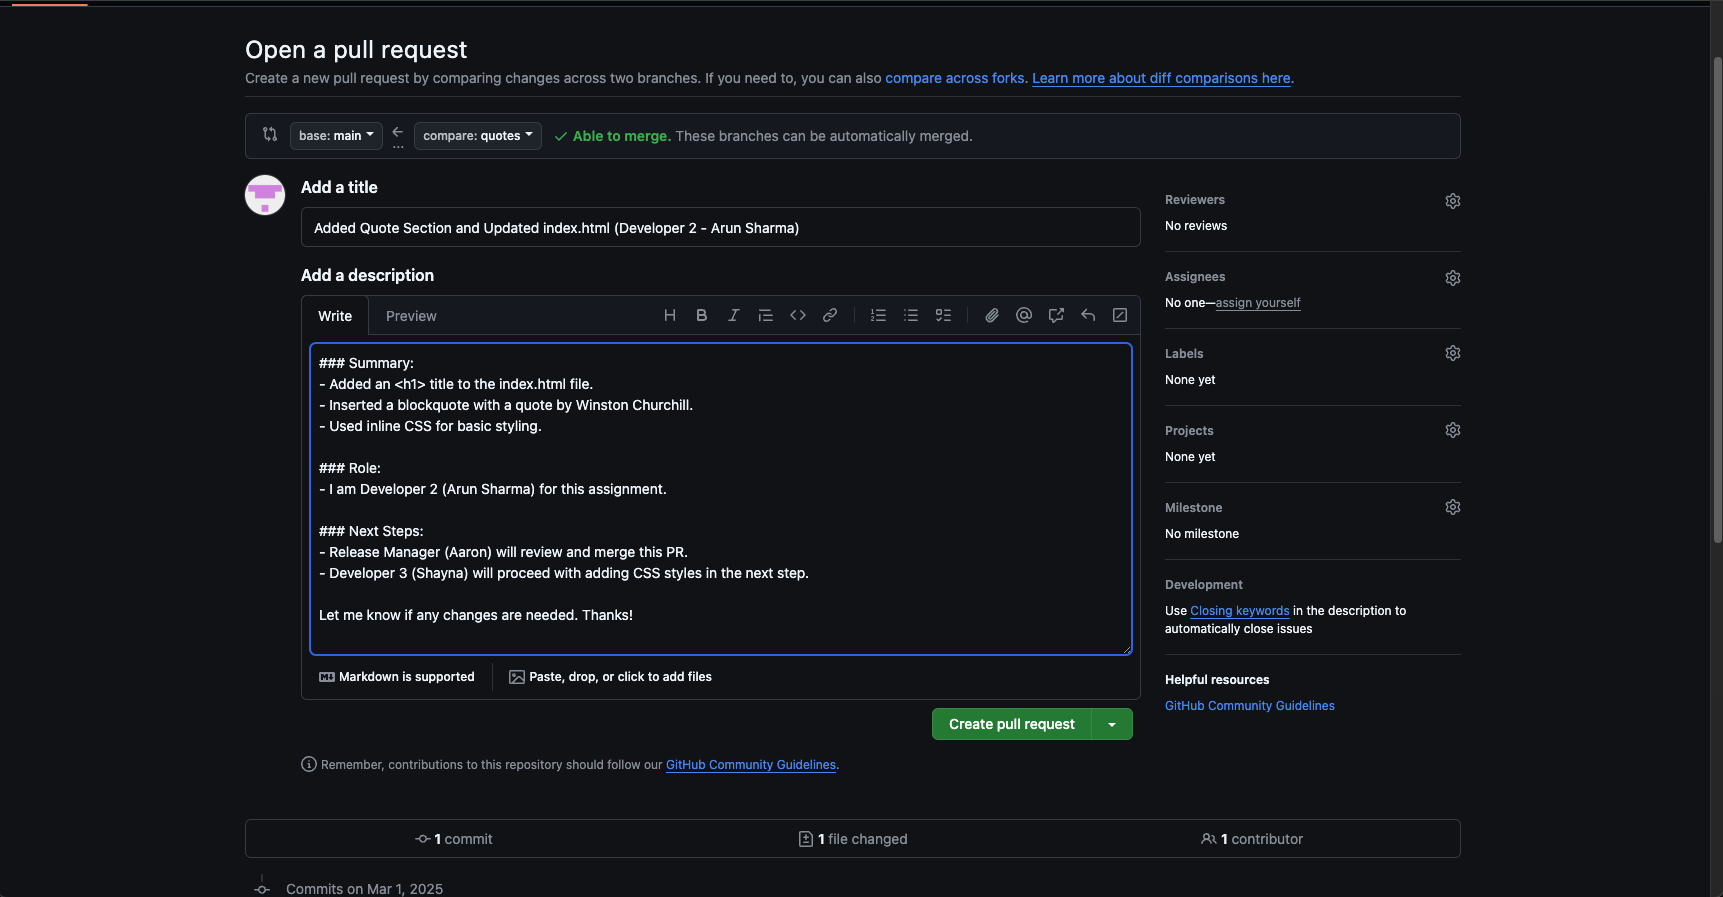 Open a pull request
Create a new pull request by comparing changes across two branches. If you need to, you can also compare across forks. Learn more about diff comparisons here.
base: main
...
compare: quotes
Able to merge. These branches can be automatically merged.
Add a title
Added Quote Section and Updated index.html (Developer 2 - Arun Sharma)
Add a description
Write
Preview
### Summary:
- Added an <h1> title to the index.html file.
- Inserted a blockquote with a quote by Winston Churchill.
- Used inline CSS for basic styling.
### Role:
- I am Developer 2 (Arun Sharma) for this assignment.
### Next Steps:
- Release Manager (Aaron) will review and merge this PR.
- Developer 3 (Shayna) will proceed with adding CSS styles in the next step.
Let me know if any changes are needed. Thanks!
Markdown is supported
Paste, drop, or click to add files
Create pull request
Remember, contributions to this repository should follow our GitHub Community Guidelines.
Reviewers
No reviews
Assignees
No one—assign yourself
Labels
None yet
Projects
None yet
Milestone
No milestone
Development
Use Closing keywords in the description to
automatically close issues
Helpful resources
GitHub Community Guidelines
1 commit
1 file changed
1 contributor
Commits on Mar 1, 2025